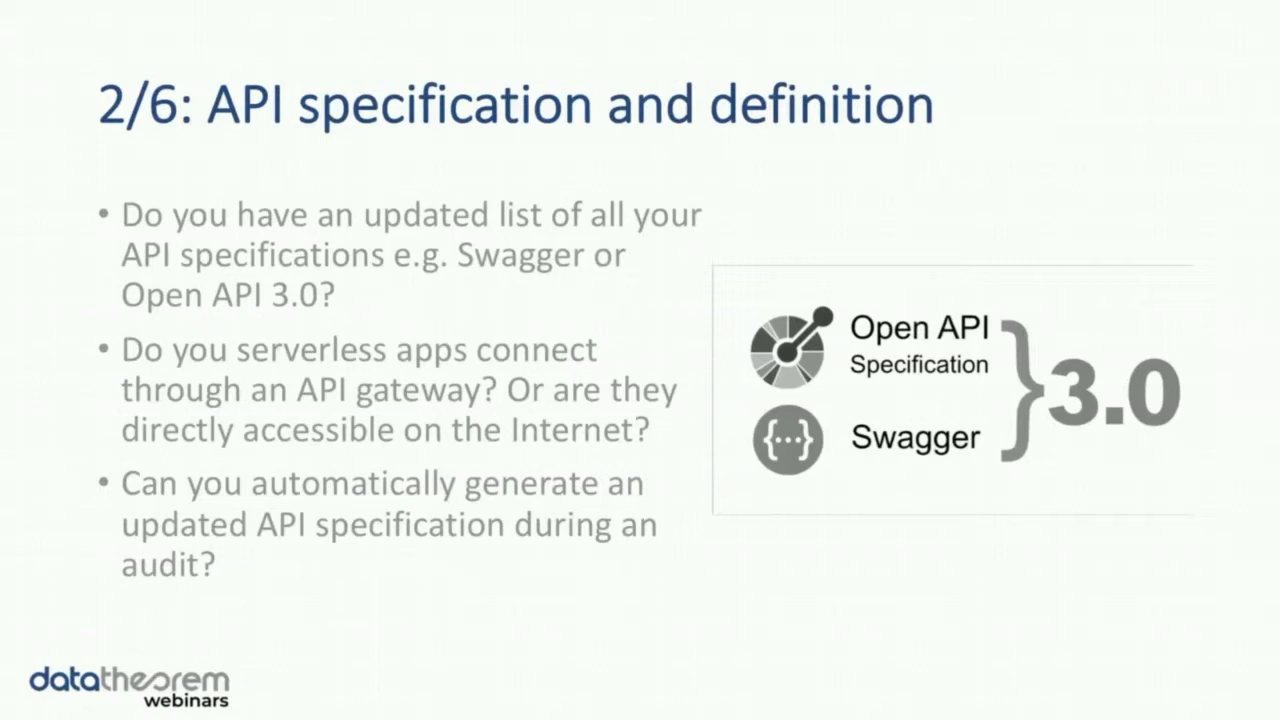 2/6: API specification and definition
• Do you have an updated list of all your
API specifications e.g. Swagger or
Open API 3.0?
• Do you serverless apps connect
through an API gateway? Or are they
directly accessible on the Internet?
• Can you automatically generate an
updated API specification during an
audit?
Open API
Specification
{...} Swagger
} 3.0
datatheorem
webinars